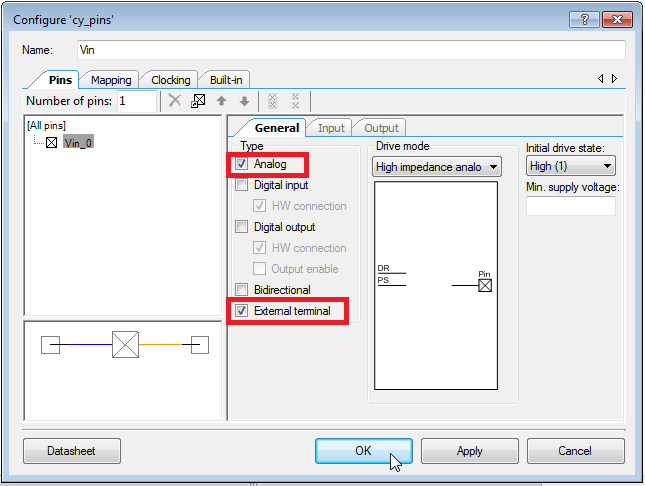 Configure 'cy_pins'
Name: Vin
Pins Mapping Clocking Built-in
Number of pins: 1
[All pins]
Vin_0
General Input Output
Type
Analog
Digital input
HW connection
Digital output
HW connection
Output enable
Bidirectional
External terminal
Drive mode
High impedance analo
DR
PS
Pin
Initial drive state:
High (1)
Min. supply voltage:
Datasheet OK Apply Cancel